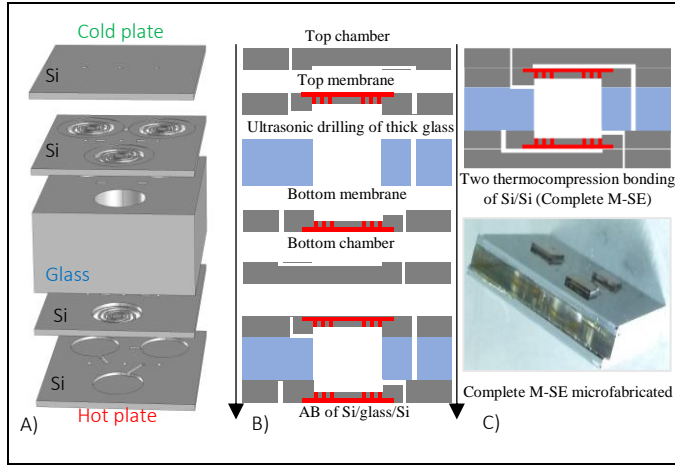 Cold plate
Si
Si
Glass
Si
Si
Hot plate
A)
Top chamber
Top membrane
Ultrasonic drilling of thick glass
Bottom membrane
Bottom chamber
AB of Si/glass/Si
B)
Two thermocompression bonding
of Si/Si (Complete M-SE)
Complete M-SE microfabricated
C)